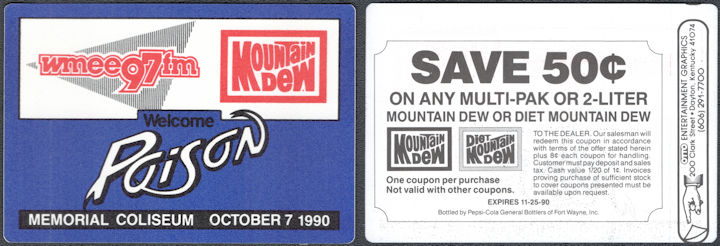 wmee97fm
MOUNTAIN DEW
Welcome
POISON
MEMORIAL COLISEUM OCTOBER 7 1990
SAVE 50¢
ON ANY MULTI-PAK OR 2-LITER
MOUNTAIN DEW OR DIET MOUNTAIN DEW
MOUNTAIN DEW
DIET MOUNTAIN DEW
One coupon per purchase
Not valid with other coupons.
TO THE DEALER. Our salesman will
redeem this coupon in accordance
with terms of the offer stated herein
plus 8¢ each coupon for handling.
Customer must pay deposit and sales
tax. Cash value 1/20 of 1¢. Invoices
proving purchase of sufficient stock
to cover coupons presented must be
available upon request.
EXPIRES 11-25-90
Bottled by Pepsi-Cola General Bottlers of Fort Wayne, Inc.
OTTO ENTERTAINMENT GRAPHICS
200 Clark Street • Dayton, Kentucky 41074
(606) 291-7700